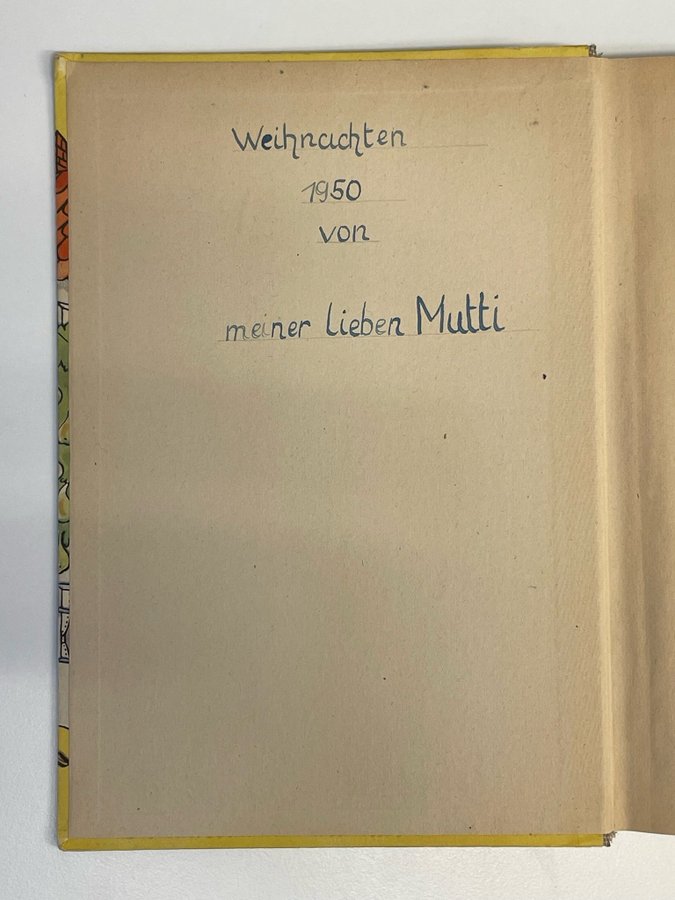 Weihnachten
1950
von
meiner lieben Mutti